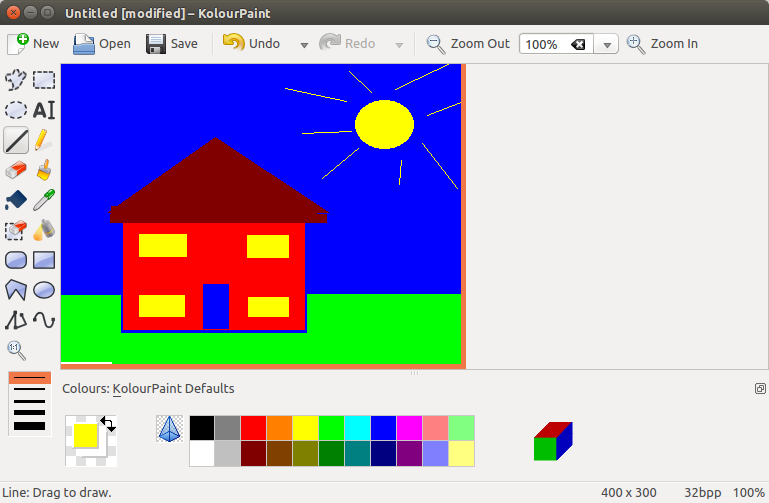 Untitled [modified] – KolourPaint
New Open Save Undo Redo Zoom Out 100% Zoom In
AI
Colours: KolourPaint Defaults
Line: Drag to draw. 400 x 300 32bpp 100%